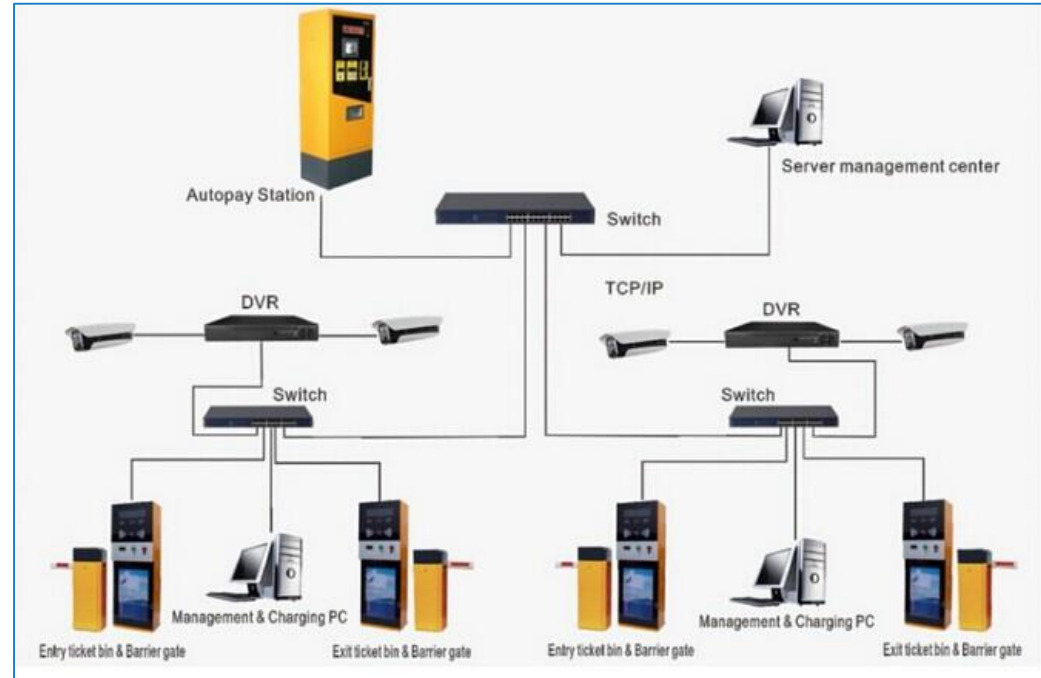 Autopay Station
Server management center
Switch
TCP/IP
DVR
DVR
Switch
Switch
Management & Charging PC
Management & Charging PC
Entry ticket bin & Barrier gate
Exit ticket bin & Barrier gate
Entry ticket bin & Barrier gate
Exit ticket bin & Barrier gate